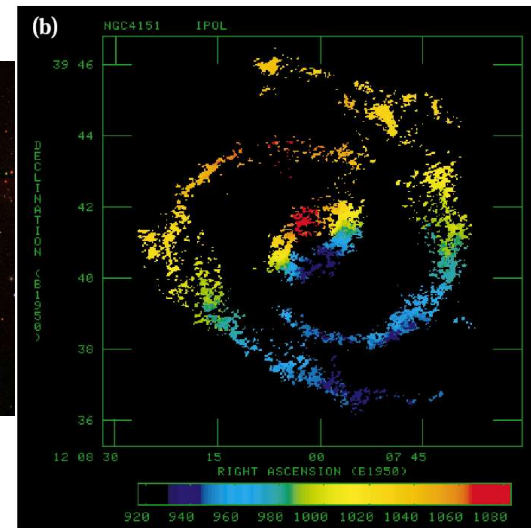 (b)
NGC4151 IPOL
39 46
44
42
40
38
36
DECLINATION (B1950)
12 08 30 15 00 07 45
RIGHT ASCENSION (B1950)
920 940 960 980 1000 1020 1040 1060 1080